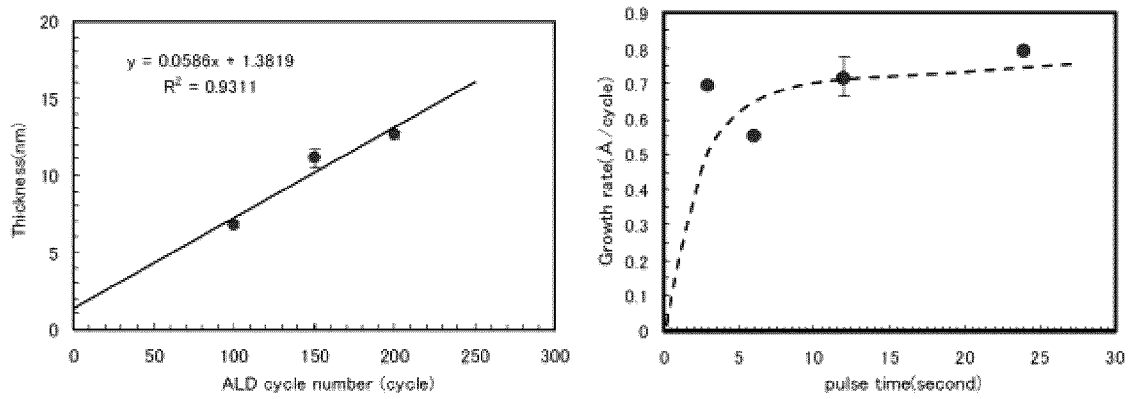 20
15
10
5
0
Thickness(nm)
y = 0.0586x + 1.3819
R² = 0.9311
0 50 100 150 200 250 300
ALD cycle number (cycle)
0.9
0.8
0.7
0.6
0.5
0.4
0.3
0.2
0.1
0
Growth rate(Å/cycle)
0 5 10 15 20 25 30
pulse time(second)